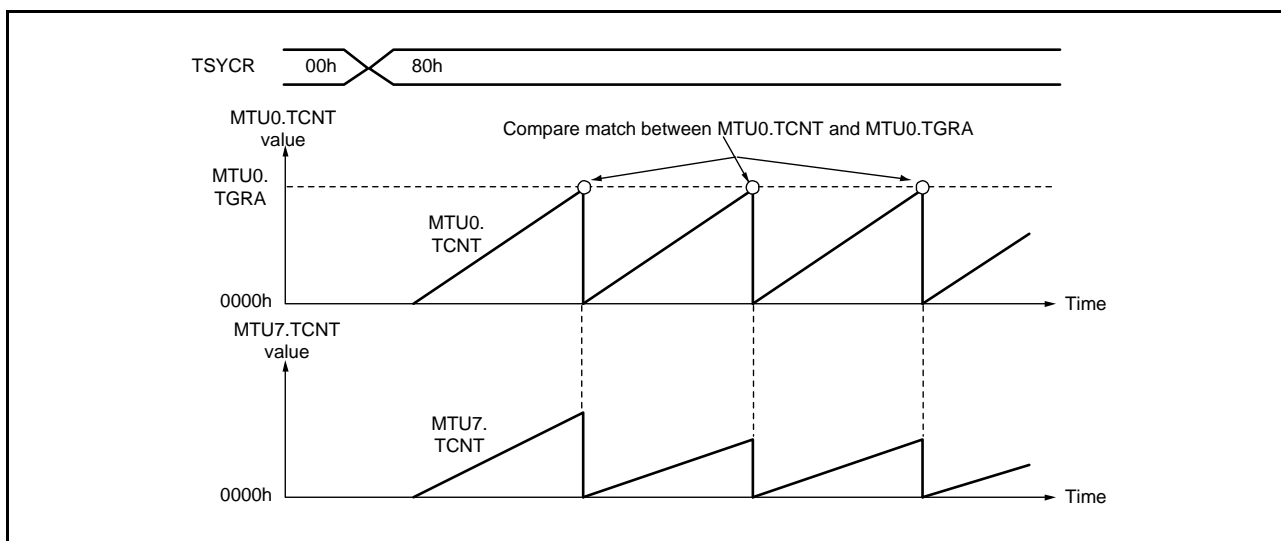 TSYCR 00h 80h
MTU0.TCNT
value
Compare match between MTU0.TCNT and MTU0.TGRA
MTU0.
TGRA
MTU0.
TCNT
0000h
Time
MTU7.TCNT
value
MTU7.
TCNT
0000h
Time